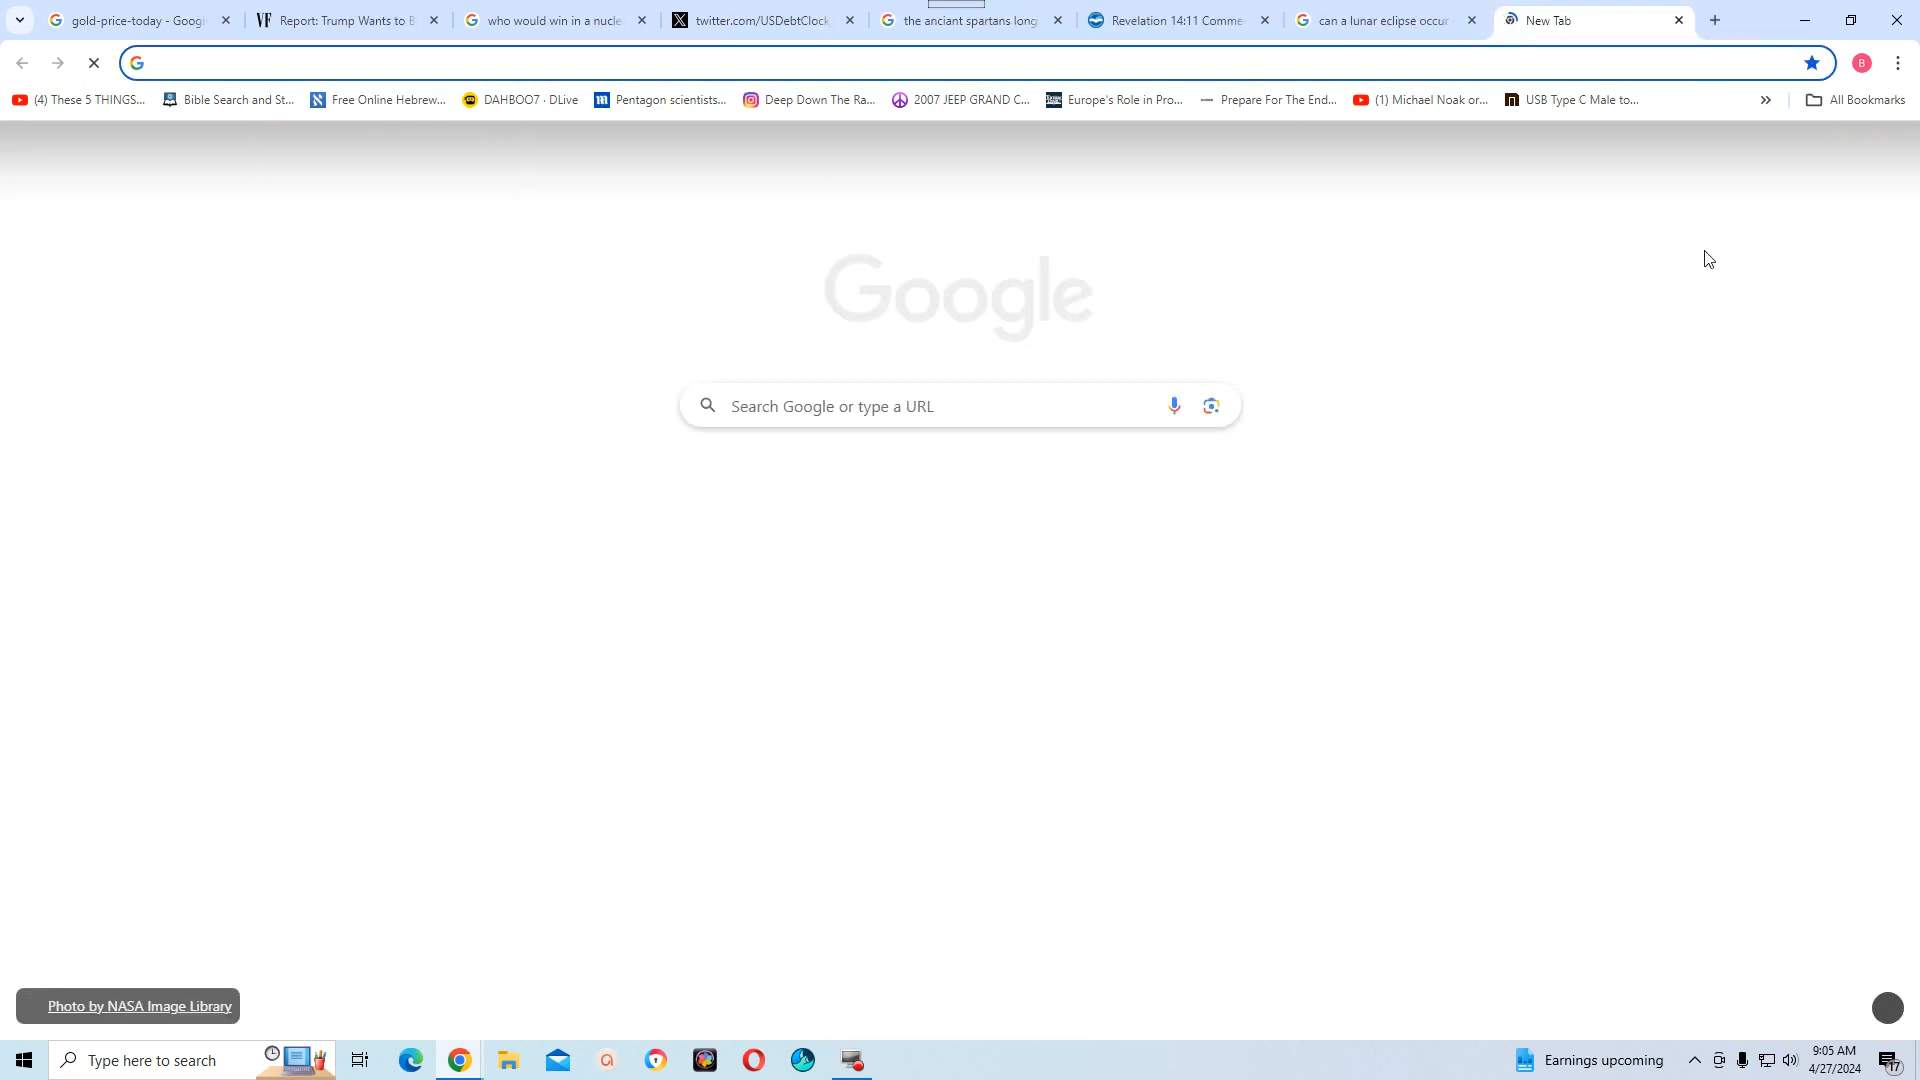 gold-price-today - Googl
VF Report: Trump Wants to B
who would win in a nucle
twitter.com/USDebtClock
the anciant spartans long
Revelation 14:11 Comme
can a lunar eclipse occur
New Tab
B
(4) These 5 THINGS...
Bible Search and St...
Free Online Hebrew...
DAHBOO7 · DLive
Pentagon scientists...
Deep Down The Ra...
2007 JEEP GRAND C...
Europe's Role in Pro...
Prepare For The End...
(1) Michael Noak or...
USB Type C Male to...
All Bookmarks
Google
Search Google or type a URL
Photo by NASA Image Library
Type here to search
Earnings upcoming
9:05 AM
4/27/2024
17